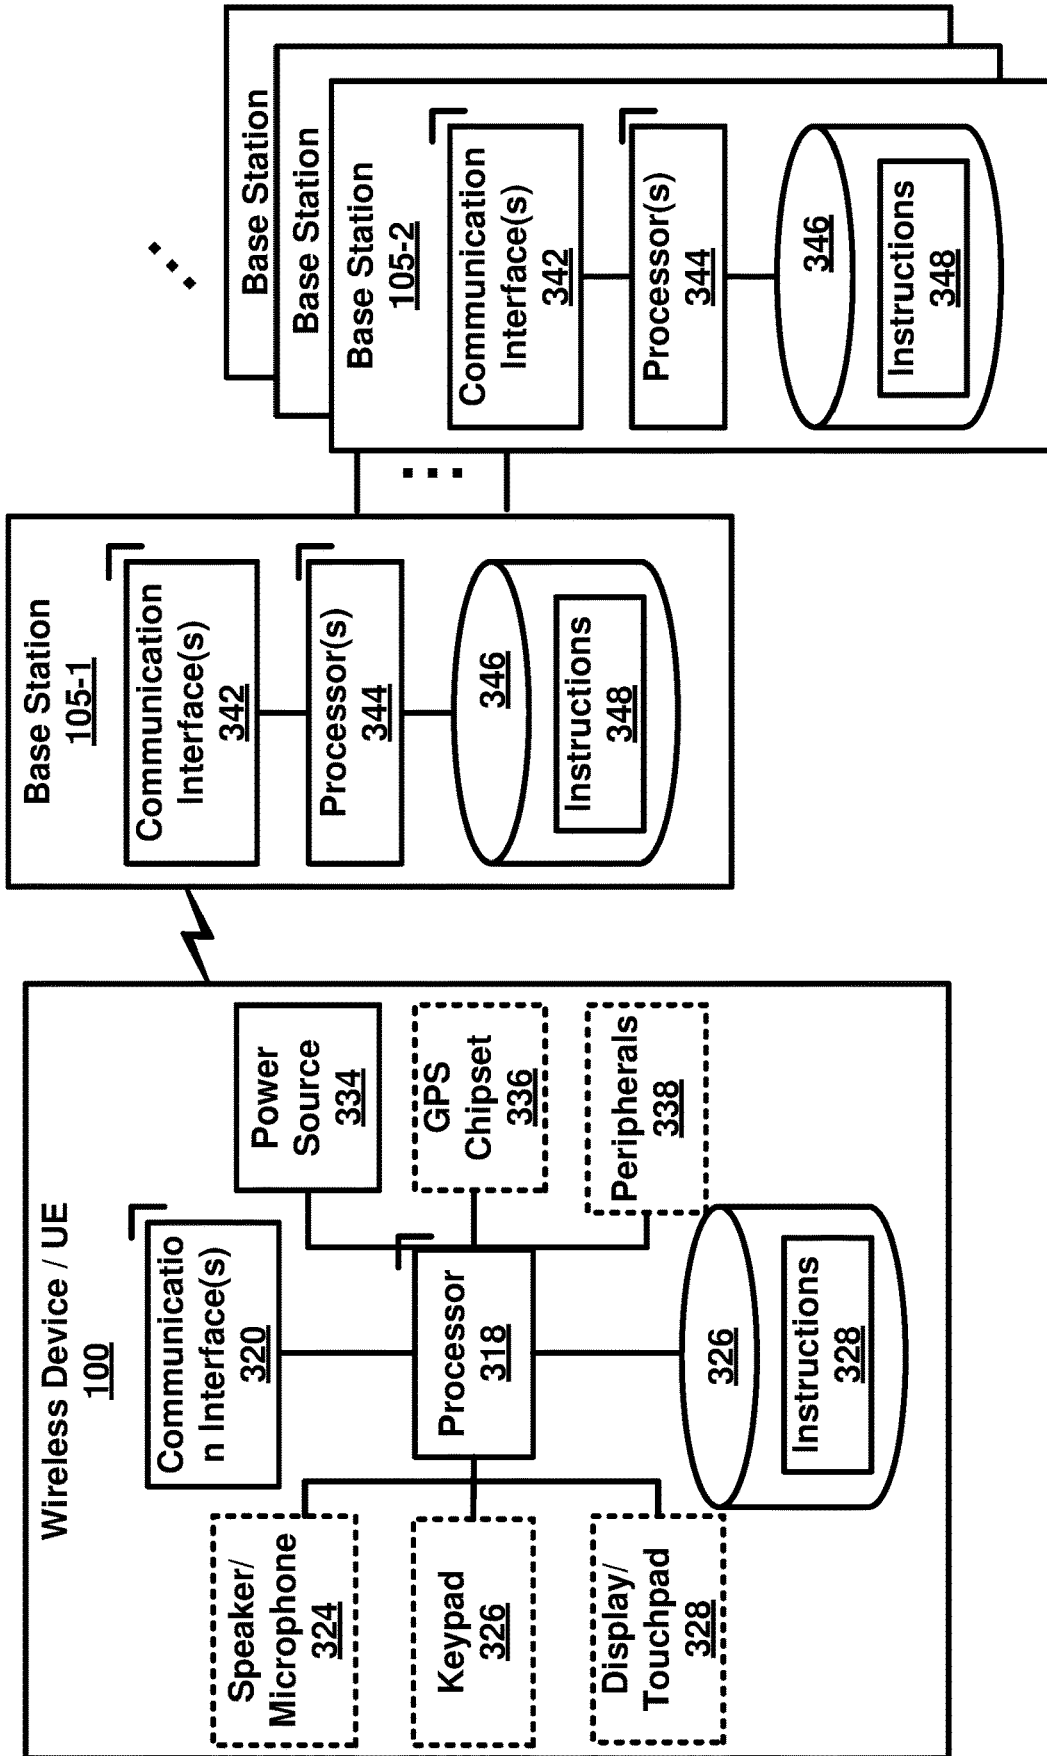 Wireless Device / UE
100
Speaker/
Microphone
324
Keypad
326
Display/
Touchpad
328
Communicatio
n Interface(s)
320
Processor
318
326
Instructions
328
Power
Source
334
GPS
Chipset
336
Peripherals
338
Base Station
105-1
Communication
Interface(s)
342
Processor(s)
344
346
Instructions
348
Base Station
Base Station
Base Station
105-2
Communication
Interface(s)
342
Processor(s)
344
346
Instructions
348